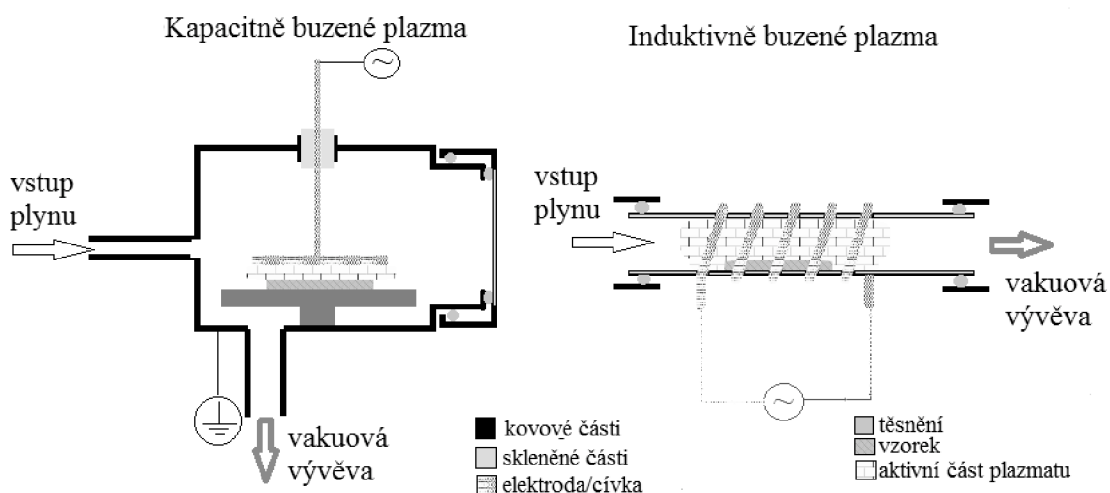 Kapacitně buzené plazma
Induktivně buzené plazma
vstup
plynu
vstup
plynu
vakuová
vývěva
vakuová
vývěva
kovové části
skleněné části
elektroda/cívka
těsnění
vzorek
aktivní část plazmatu